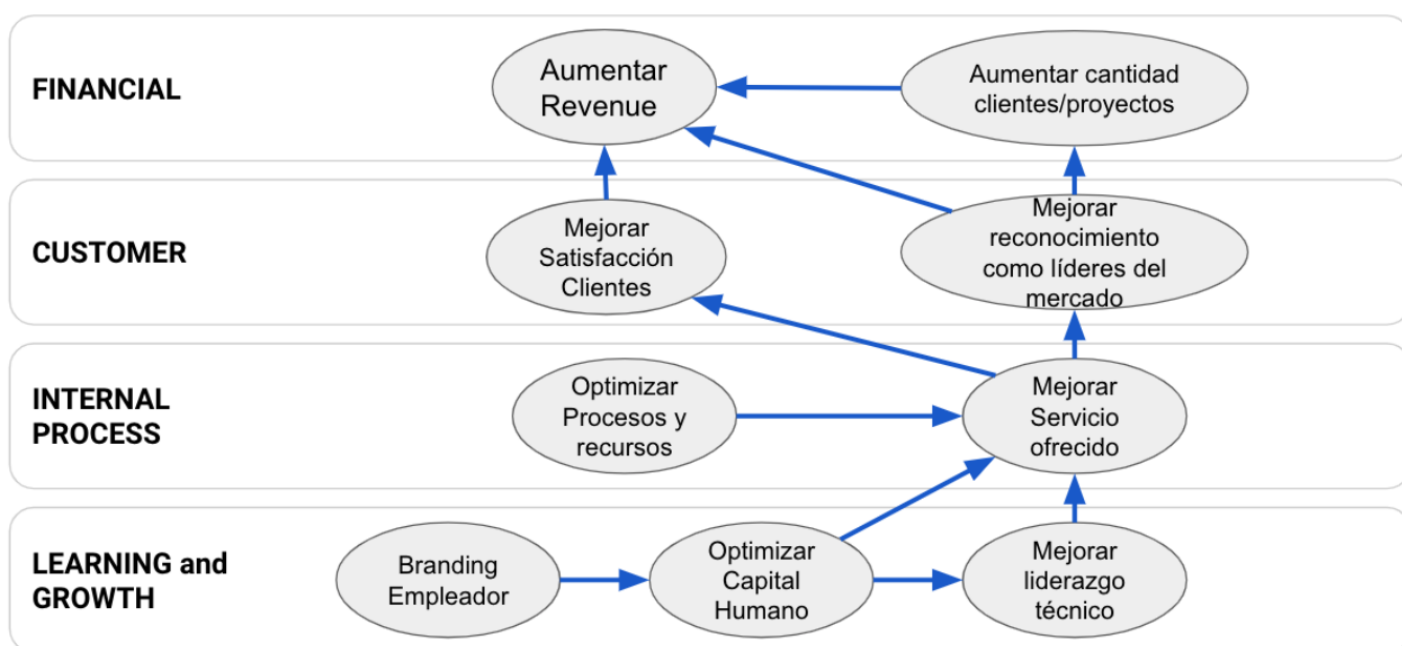 FINANCIAL
Aumentar
Revenue
Aumentar cantidad
clientes/proyectos
CUSTOMER
Mejorar
Satisfacción
Clientes
Mejorar
reconocimiento
como líderes del
mercado
INTERNAL
PROCESS
Optimizar
Procesos y
recursos
Mejorar
Servicio
ofrecido
LEARNING and
GROWTH
Branding
Empleador
Optimizar
Capital
Humano
Mejorar
liderazgo
técnico